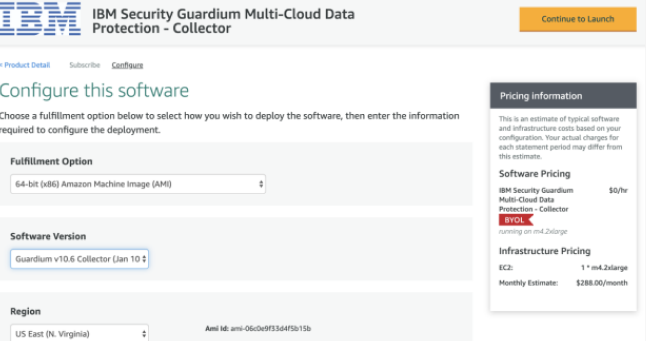 IBM
IBM Security Guardium Multi-Cloud Data
Protection - Collector
Continue to Launch
< Product Detail Subscribe Configure
Configure this software
Choose a fulfillment option below to select how you wish to deploy the software, then enter the information
required to configure the deployment.
Fulfillment Option
64-bit (x86) Amazon Machine Image (AMI)
Software Version
Guardium v10.6 Collector (Jan 10
Region
US East (N. Virginia)
Ami Id: ami-06c0e9f33d4f5b15b
Pricing information
This is an estimate of typical software
and infrastructure costs based on your
configuration. Your actual charges for
each statement period may differ from
this estimate.
Software Pricing
IBM Security Guardium $0/hr
Multi-Cloud Data
Protection - Collector
BYOL
running on m4.2xlarge
Infrastructure Pricing
EC2: 1 * m4.2xlarge
Monthly Estimate: $288.00/month